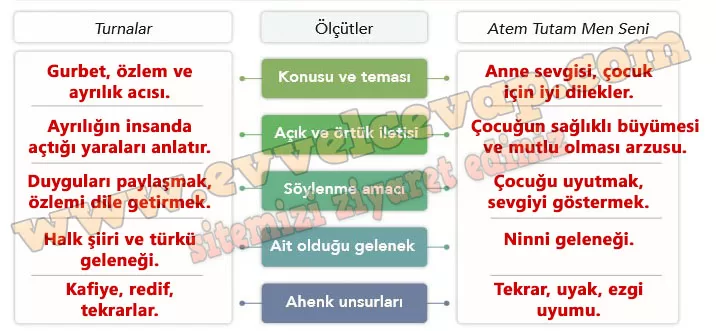 Turnalar
Ölçütler
Atem Tutam Men Seni
Gurbet, özlem ve
ayrılık acısı.
Konusu ve teması
Anne sevgisi, çocuk
için iyi dilekler.
Ayrılığın insanda
açtığı yaraları anlatır.
Açık ve örtük iletisi
Çocuğun sağlıklı büyümesi
ve mutlu olması arzusu.
Duyguları paylaşmak,
özlemi dile getirmek.
Söylenme amacı
Çocuğu uyutmak,
sevgiyi göstermek.
Halk şiiri ve türkü
geleneği.
Ait olduğu gelenek
Ninni geleneği.
Kafiye, redif,
tekrarlar.
Ahenk unsurları
Tekrar, uyak, ezgi
uyumu.
www.evvelcevap.com
sitemizi ziyaret ediniz